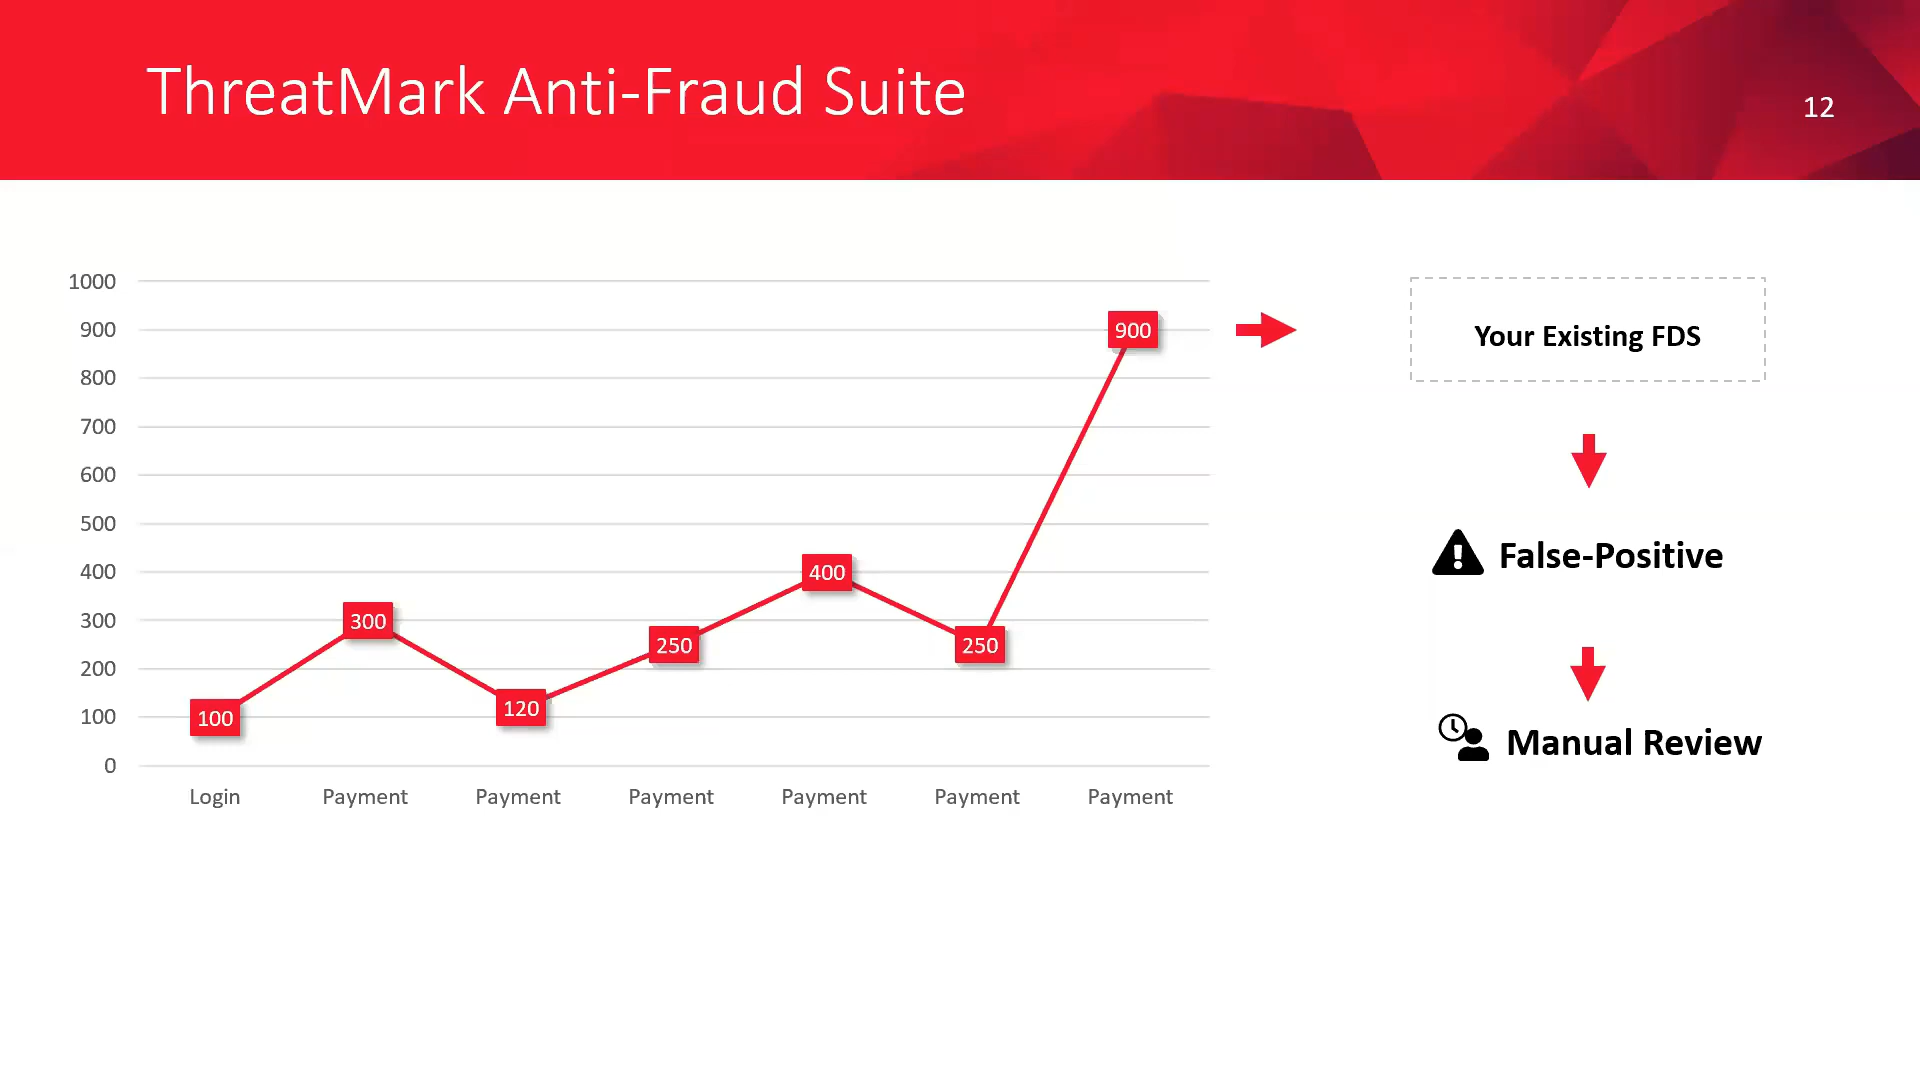 ThreatMark Anti-Fraud Suite
12
1000
900
800
700
600
500
400
300
200
100
0
100
300
120
250
400
250
900
Login
Payment
Payment
Payment
Payment
Payment
Payment
Your Existing FDS
False-Positive
Manual Review